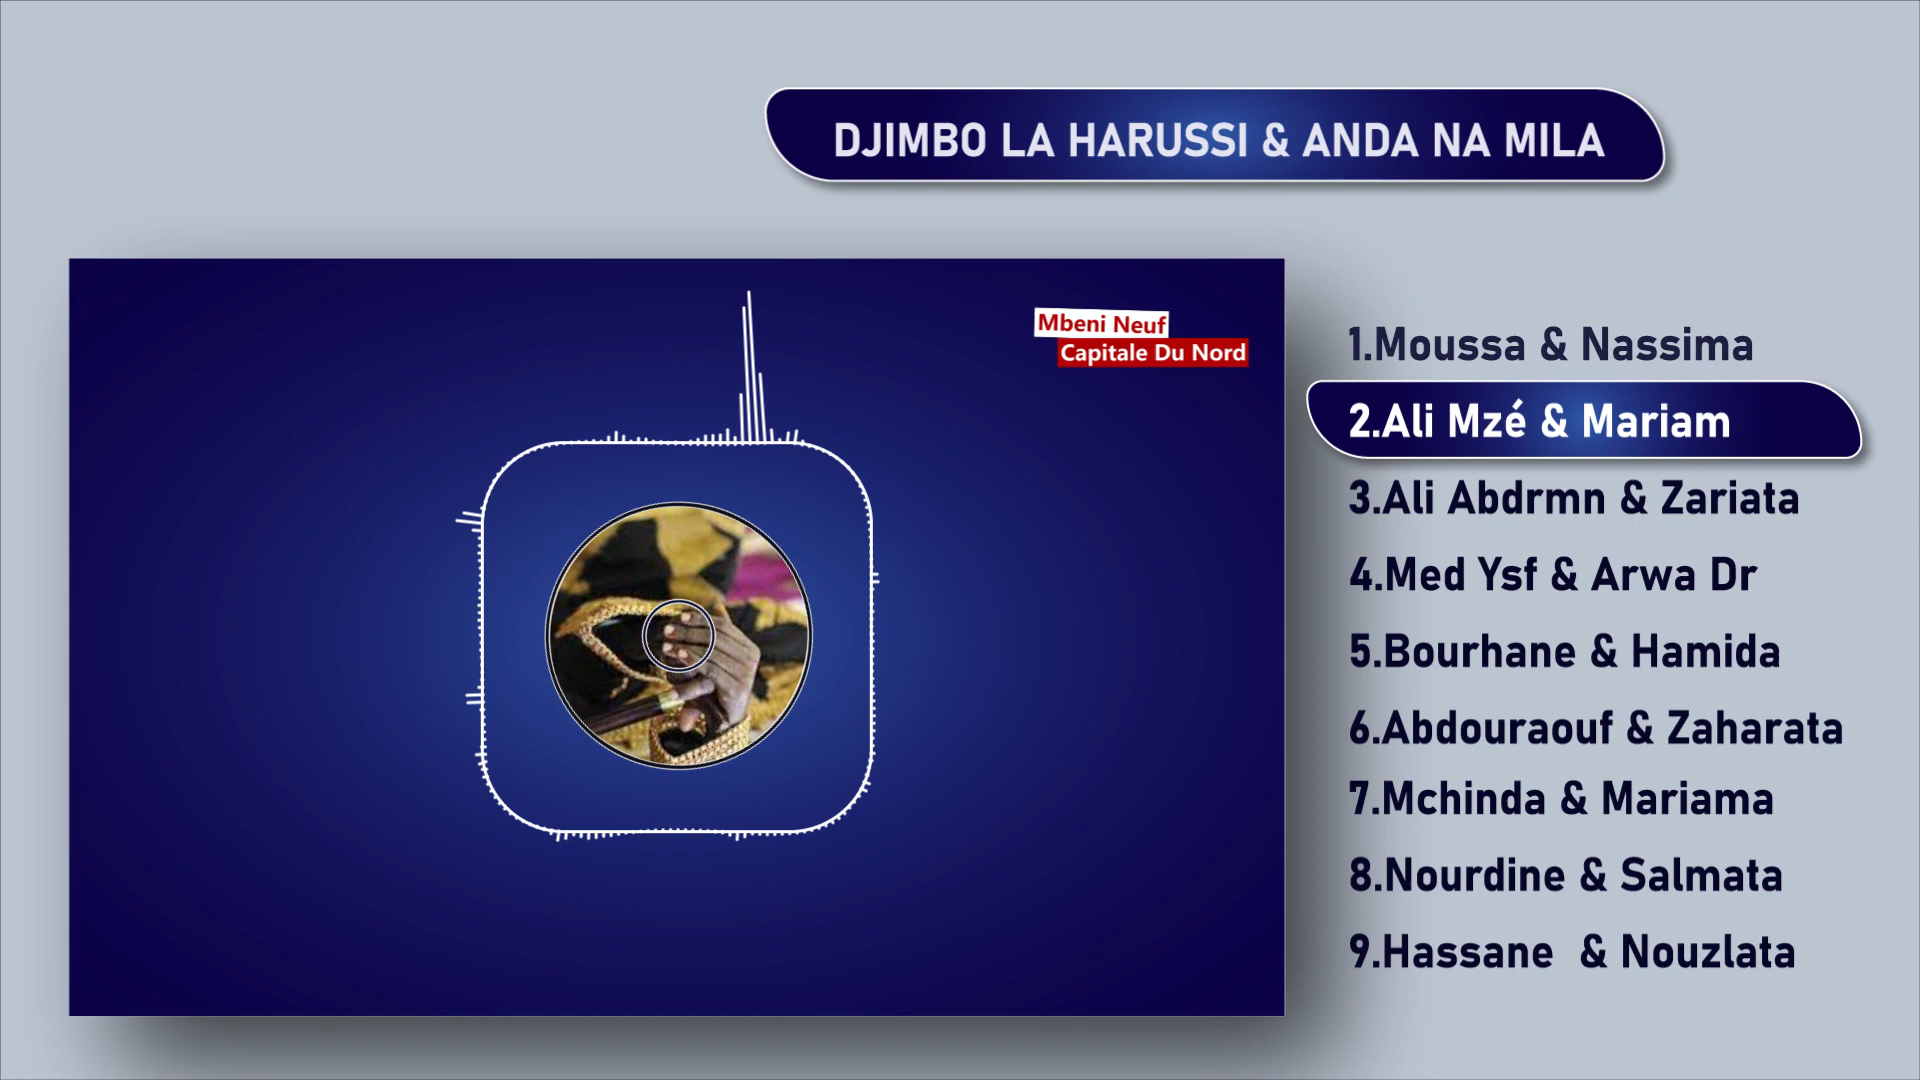 DJIMBO LA HARUSSI & ANDA NA MILA
Mbeni Neuf
Capitale Du Nord
1.Moussa & Nassima
2.Ali Mzé & Mariam
3.Ali Abdrmn & Zariata
4.Med Ysf & Arwa Dr
5.Bourhane & Hamida
6.Abdouraouf & Zaharata
7.Mchinda & Mariama
8.Nourdine & Salmata
9.Hassane & Nouzlata